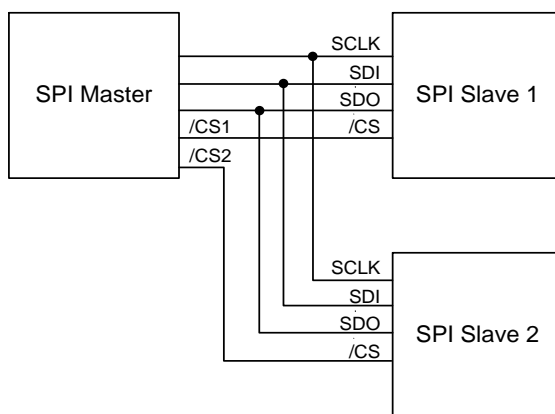 SCLK
SDI
SPI Master
SDO
SPI Slave 1
/CS1
/CS
/CS2
SCLK
SDI
SDO
SPI Slave 2
/CS